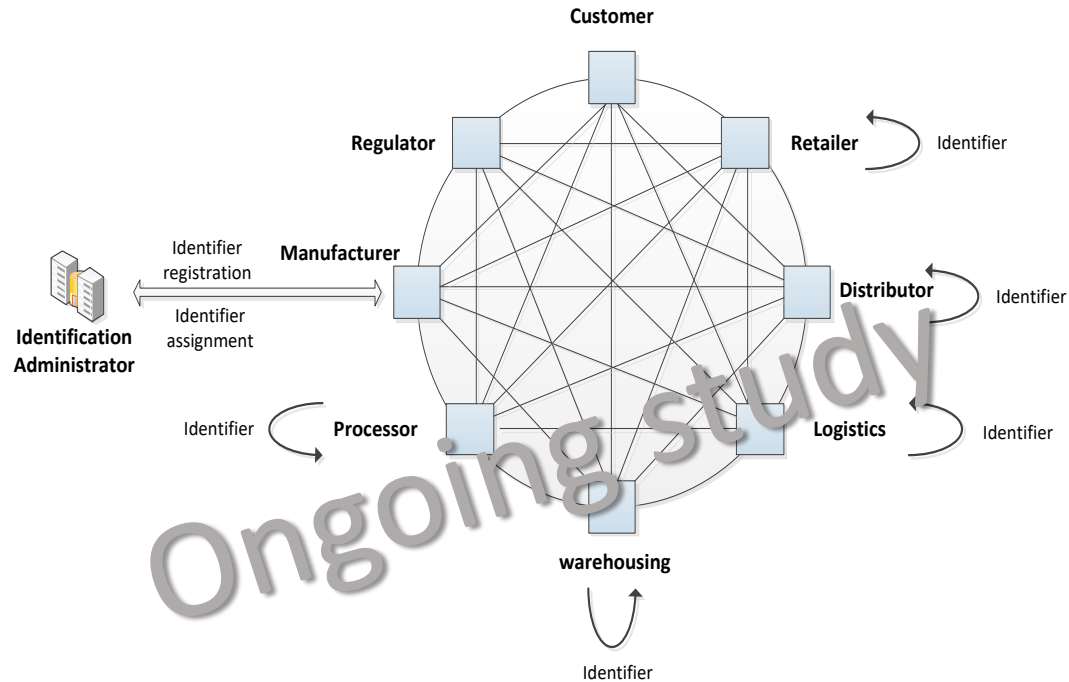 Customer
Regulator
Retailer
Identifier
Identifier
registration
Manufacturer
Identifier
assignment
Identification
Administrator
Distributor
Identifier
Identifier
Processor
Logistics
Identifier
Ongoing study
warehousing
Identifier